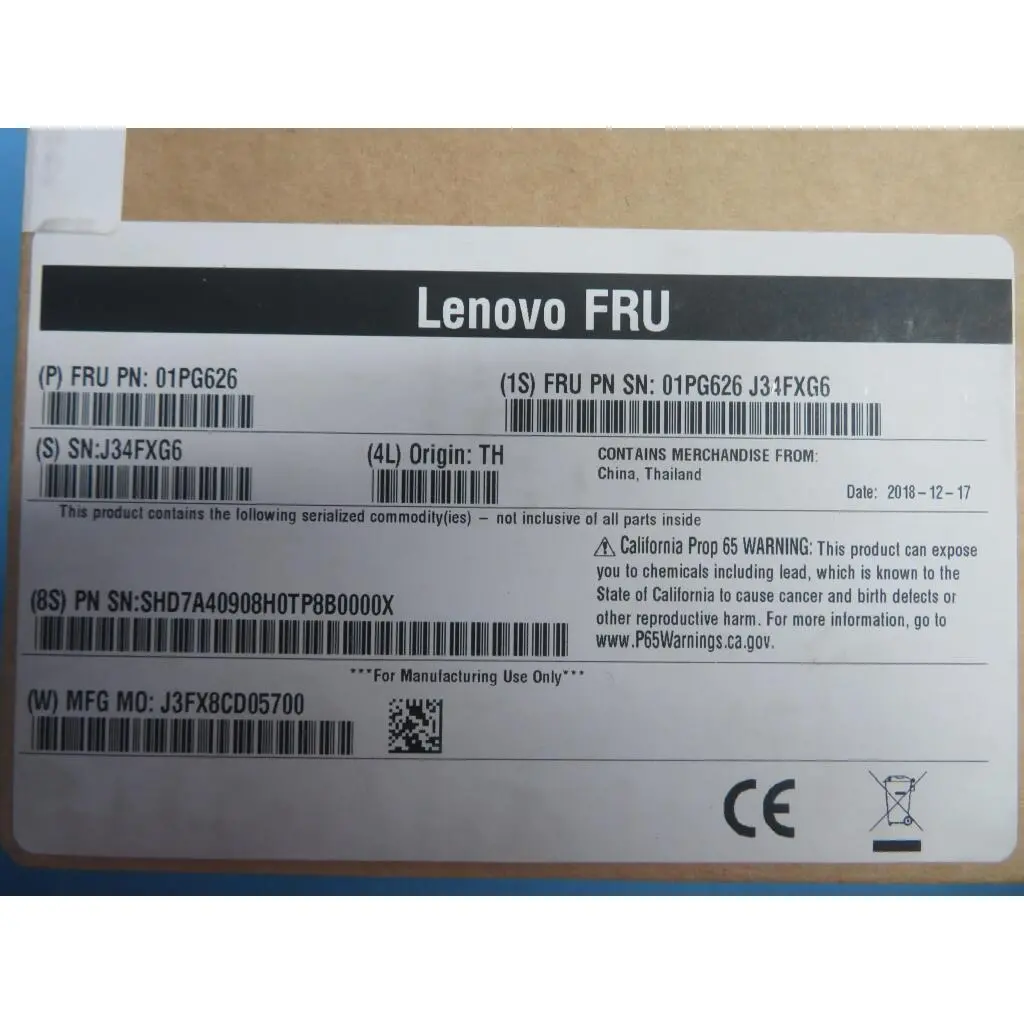 Lenovo FRU
(P) FRU PN: 01PG626
(1S) FRU PN SN: 01PG626 J34FXG6
(S) SN:J34FXG6
(4L) Origin: TH
CONTAINS MERCHANDISE FROM:
China, Thailand
Date: 2018-12-17
This product contains the following serialized commodity(ies) – not inclusive of all parts inside
⚠ California Prop 65 WARNING: This product can expose
you to chemicals including lead, which is known to the
State of California to cause cancer and birth defects or
other reproductive harm. For more information, go to
www.P65Warnings.ca.gov.
(8S) PN SN:SHD7A40908H0TP8B0000X
***For Manufacturing Use Only***
(W) MFG MO: J3FX8CD05700
CE